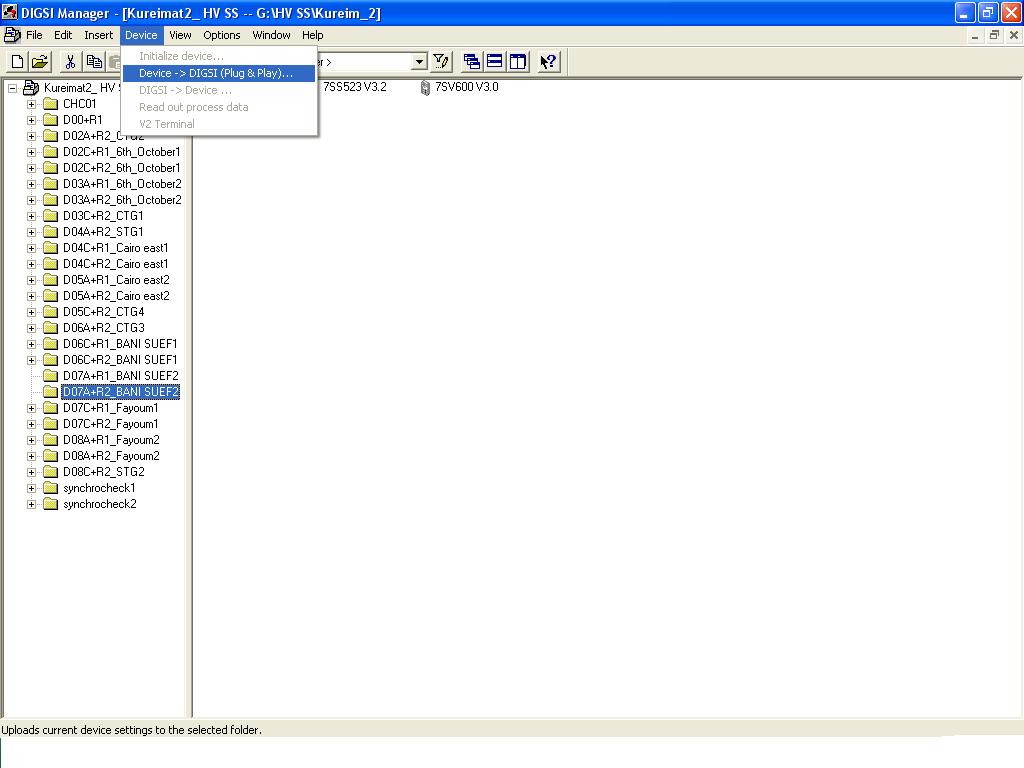 DIGSI Manager - [Kureimat2_ HV SS -- G:\HV SS\Kureim_2]
File Edit Insert Device View Options Window Help
Initialize device...
Device -> DIGSI (Plug & Play)...
DIGSI -> Device ...
Read out process data
V2 Terminal
Kureimat2_ HV
7SS523 V3.2
7SV600 V3.0
CHC01
D00+R1
D02A+R2_CTG2
D02C+R1_6th_October1
D02C+R2_6th_October1
D03A+R1_6th_October2
D03A+R2_6th_October2
D03C+R2_CTG1
D04A+R2_STG1
D04C+R1_Cairo east1
D04C+R2_Cairo east1
D05A+R1_Cairo east2
D05A+R2_Cairo east2
D05C+R2_CTG4
D06A+R2_CTG3
D06C+R1_BANI SUEF1
D06C+R2_BANI SUEF1
D07A+R1_BANI SUEF2
D07A+R2_BANI SUEF2
D07C+R1_Fayoum1
D07C+R2_Fayoum1
D08A+R1_Fayoum2
D08A+R2_Fayoum2
D08C+R2_STG2
synchrocheck1
synchrocheck2
Uploads current device settings to the selected folder.